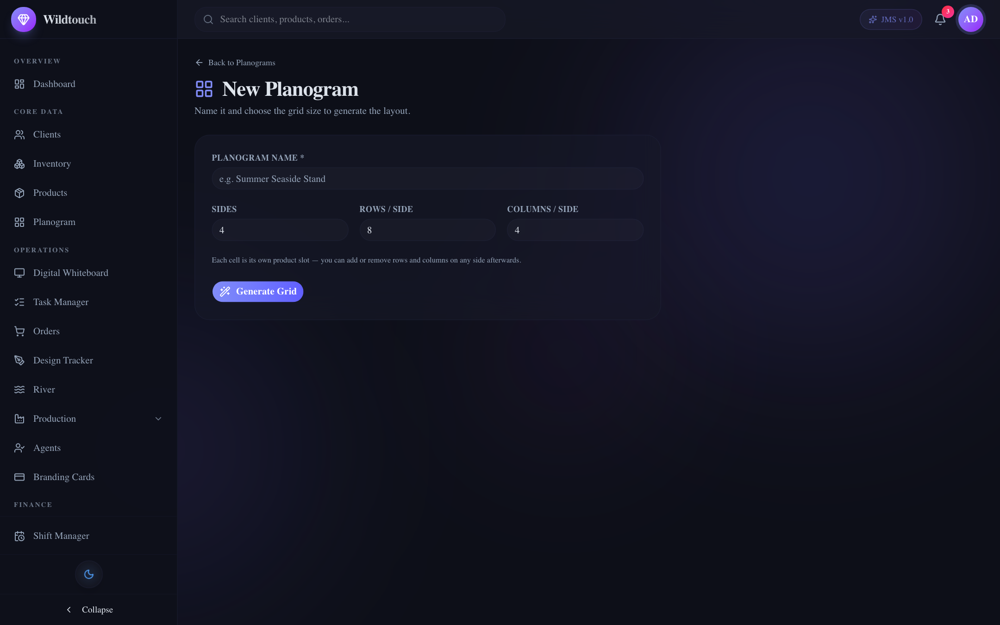 Wildtouch
Search clients, products, orders...
JMS v1.0
3
AD
OVERVIEW
Dashboard
CORE DATA
Clients
Inventory
Products
Planogram
OPERATIONS
Digital Whiteboard
Task Manager
Orders
Design Tracker
River
Production
Agents
Branding Cards
FINANCE
Shift Manager
Collapse
Back to Planograms
New Planogram
Name it and choose the grid size to generate the layout.
PLANOGRAM NAME *
e.g. Summer Seaside Stand
SIDES
ROWS / SIDE
COLUMNS / SIDE
4
8
4
Each cell is its own product slot — you can add or remove rows and columns on any side afterwards.
Generate Grid